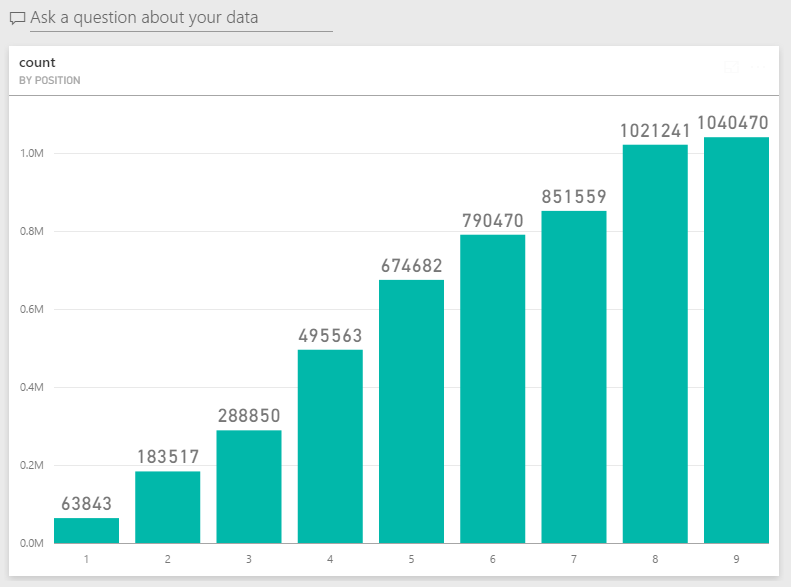 Ask a question about your data
count
BY POSITION
1040470
1021241
1.0M
851559
790470
0.8M
674682
0.6M
495563
0.4M
288850
183517
0.2M
63843
0.0M
1 2 3 4 5 6 7 8 9